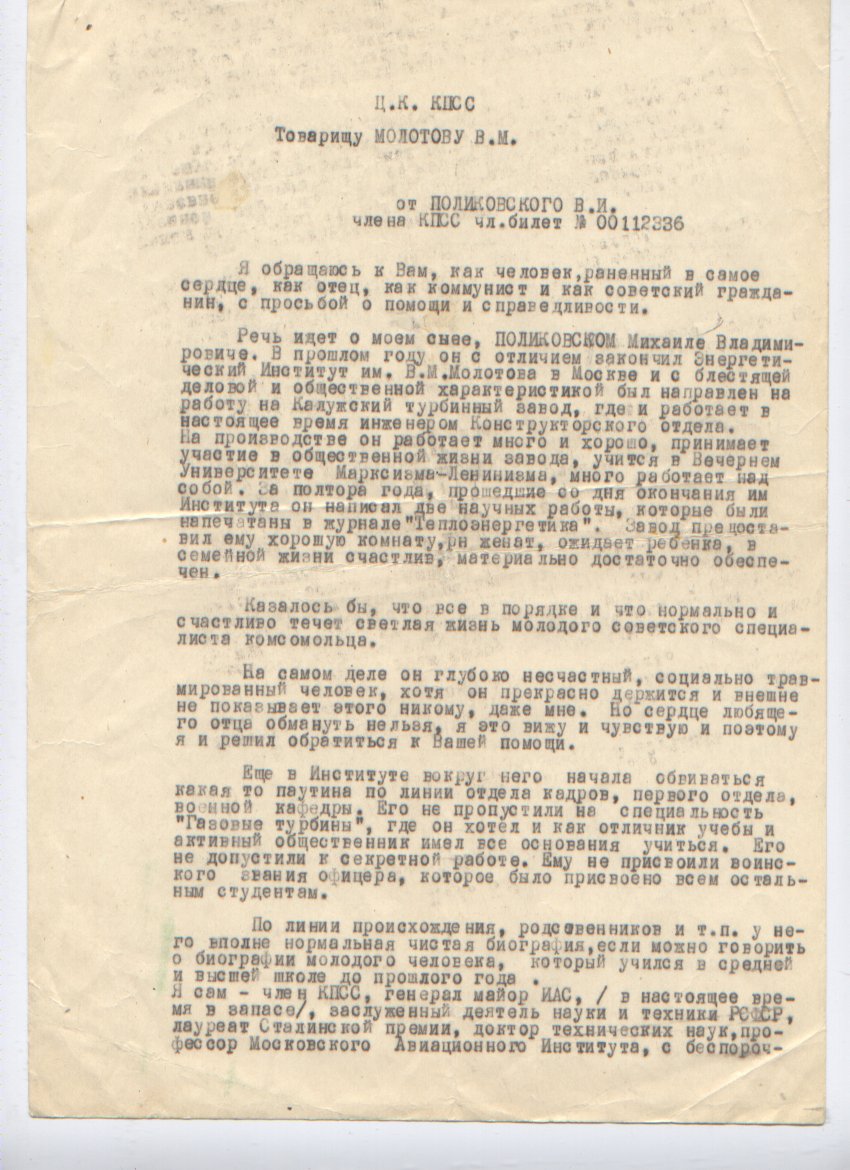 Ц.К. КПСС
Товарищу МОЛОТОВУ В.М.
от ПОЛИКОВСКОГО В.И.
члена КПСС чл.билет № 00112336
Я обращаюсь к Вам, как человек,раненный в самое
сердце, как отец, как коммунист и как советский гражда-
нин, с просьбой о помощи и справедливости.
Речь идет о моем сыее, ПОЛИКОВСКОМ Михаиле Владими-
ровиче. В прошлом году он с отличием закончил Энергети-
ческий Институт им. В.М.Молотова в Москве и с блестящей
деловой и общественной характеристикой был направлен на
работу на Калужский турбинный завод, где и работает в
настоящее время инженером Конструкторского отдела.
На производстве он работает много и хорошо, принимает
участие в общественной жизни завода, учится в Вечернем
Университете Марксизма-Ленинизма, много работает над
собой. За полтора года, прошедшие со дня окончания им
Института он написал две научных работы, которые были
напечатаны в журнале"Теплоэнергетика". Завод предоста-
вил ему хорошую комнату,рн женат, ожидает ребенка, в
семейной жизни счастлив, материально достаточно обеспе-
чен.
Казалось бы, что все в порядке и что нормально и
счастливо течет светлая жизнь молодого советского специа-
листа комсомольца.
На самом деле он глубоко несчастный, социально трав-
мированный человек, хотя он прекрасно держится и внешне
не показывает этого никому, даже мне. Но сердце любяще-
го отца обмануть нельзя, я это вижу и чувствую и поэтому
я и решил обратиться к Вашей помощи.
Еще в Институте вокруг него начала обвиваться
какая то паутина по линии отдела кадров, первого отдела,
военной кафедры. Его не пропустили на специальность
"Газовые турбины", где он хотел и как отличник учебы и
активный общественник имел все основания учиться. Его
не допустили к секретной работе. Ему не присвоили воинс-
кого звания офицера, которое было присвоено всем осталь-
ным студентам.
По линии происхождения, родсвенников и т.п. у не-
го вполне нормальная чистая биография,если можно говорить
о биографии молодого человека, который учился в средней
и высшей школе до прошлого года .
Я сам - член КПСС, генерал майор ИАС, / в настоящее вре-
мя в запасе/, заслуженный деятель науки и техники РСФСР,
лауреат Сталинской премии, доктор технических наук,про-
фессор Московского Авиационного Института, с беспороч-